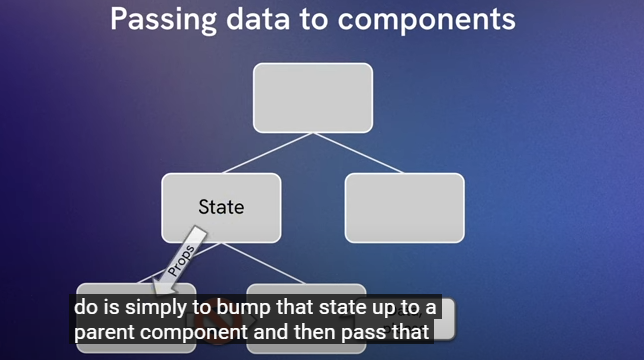 Passing data to components
State
Props
do is simply to bump that state up to a
parent component and then pass that